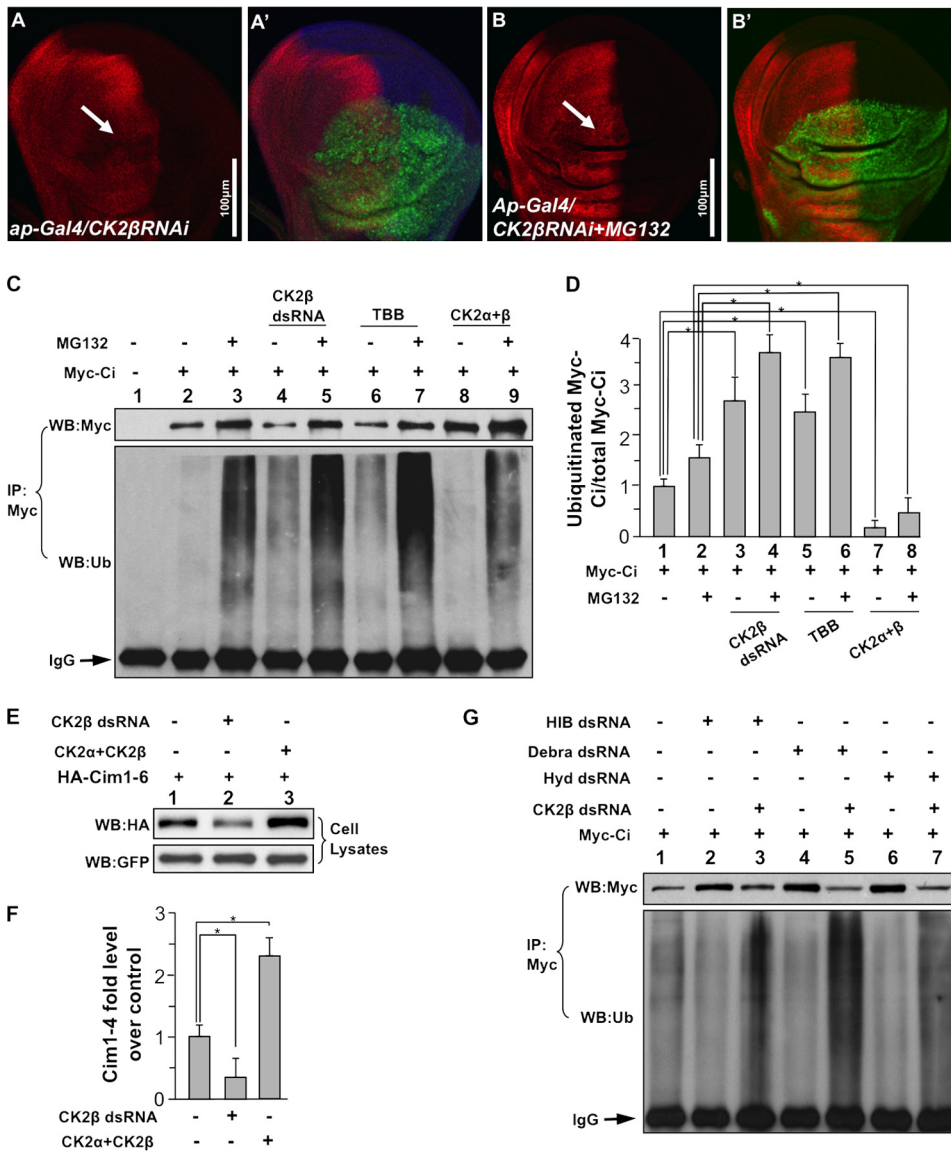 A
A'
B
B'
100μm
100μm
ap-Gal4/CK2βRNAi
Ap-Gal4/
CK2βRNAi+MG132
C
CK2β
dsRNA
TBB
CK2α+β
MG132 - - + - + - + - +
Myc-Ci - + + + + + + + +
1 2 3 4 5 6 7 8 9
WB:Myc
IP:
Myc
WB:Ub
IgG
D
Ubiquitinated Myc-
Ci/total Myc-Ci
4
3
2
1
0
* * * * * *
1 2 3 4 5 6 7 8
Myc-Ci + + + + + + + +
MG132 - + - + - + - +
CK2β
dsRNA
TBB
CK2α+β
E
CK2β dsRNA - + -
CK2α+CK2β - - +
HA-Cim1-6 + + +
1 2 3
WB:HA
WB:GFP
Cell
Lysates
F
Cim1-4 fold level
over control
3
2
1
0
* *
CK2β dsRNA - + -
CK2α+CK2β - - +
G
HIB dsRNA - + + - - - -
Debra dsRNA - - - + + - -
Hyd dsRNA - - - - - + +
CK2β dsRNA - - + - + - +
Myc-Ci + + + + + + +
1 2 3 4 5 6 7
WB:Myc
IP:
Myc
WB:Ub
IgG